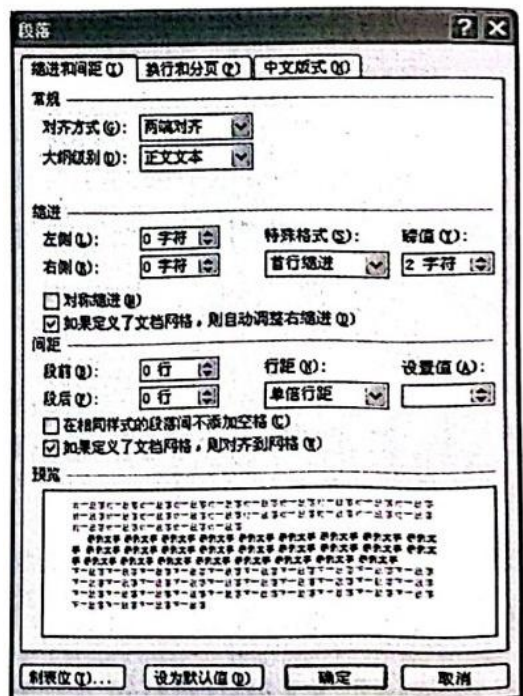 段落
缩进和间距(I) 换行和分页(P) 中文版式(H)
常规
对齐方式(G): 两端对齐
大纲级别(O): 正文文本
缩进
左侧(L): 0 字符 特殊格式(S): 磅值(Y):
右侧(R): 0 字符 首行缩进 2 字符
对称缩进(M)
如果定义了文档网格，则自动调整右缩进(D)
间距
段前(B): 0 行 行距(N): 设置值(A):
段后(F): 0 行 单倍行距
在相同样式的段落间不添加空格(C)
如果定义了文档网格，则对齐到网格(W)
预览
制表位(T)... 设为默认值(D) 确定 取消